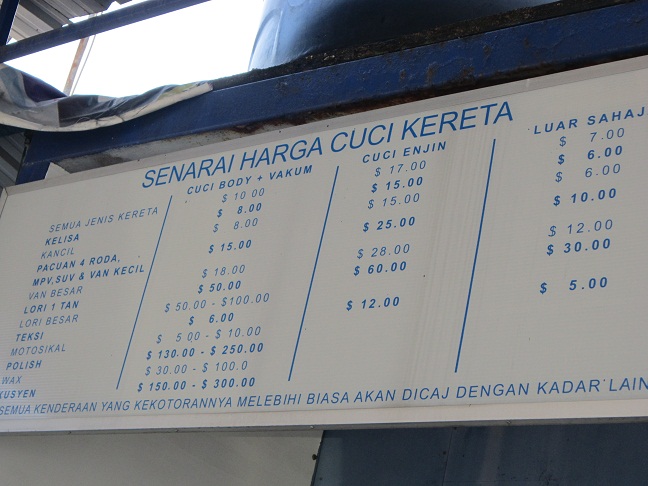 SENARAI HARGA CUCI KERETA
CUCI BODY + VAKUM CUCI ENJIN LUAR SAHAJ
SEMUA JENIS KERETA $ 10.00 $ 17.00 $ 7.00
KELISA $ 8.00 $ 15.00 $ 6.00
KANCIL $ 8.00 $ 15.00 $ 6.00
PACUAN 4 RODA,
MPV,SUV & VAN KECIL $ 15.00 $ 25.00 $ 10.00
VAN BESAR $ 18.00 $ 28.00 $ 12.00
LORI 1 TAN $ 50.00 $ 60.00 $ 30.00
LORI BESAR $ 50.00 - $100.00
TEKSI $ 6.00 $ 12.00 $ 5.00
MOTOSIKAL $ 5 00 - $ 10.00
POLISH $ 130.00 - $ 250.00
WAX $ 30.00 - $ 100.0
KUSYEN $ 150.00 - $ 300.00
SEMUA KENDERAAN YANG KEKOTORANNYA MELEBIHI BIASA AKAN DICAJ DENGAN KADAR LAIN